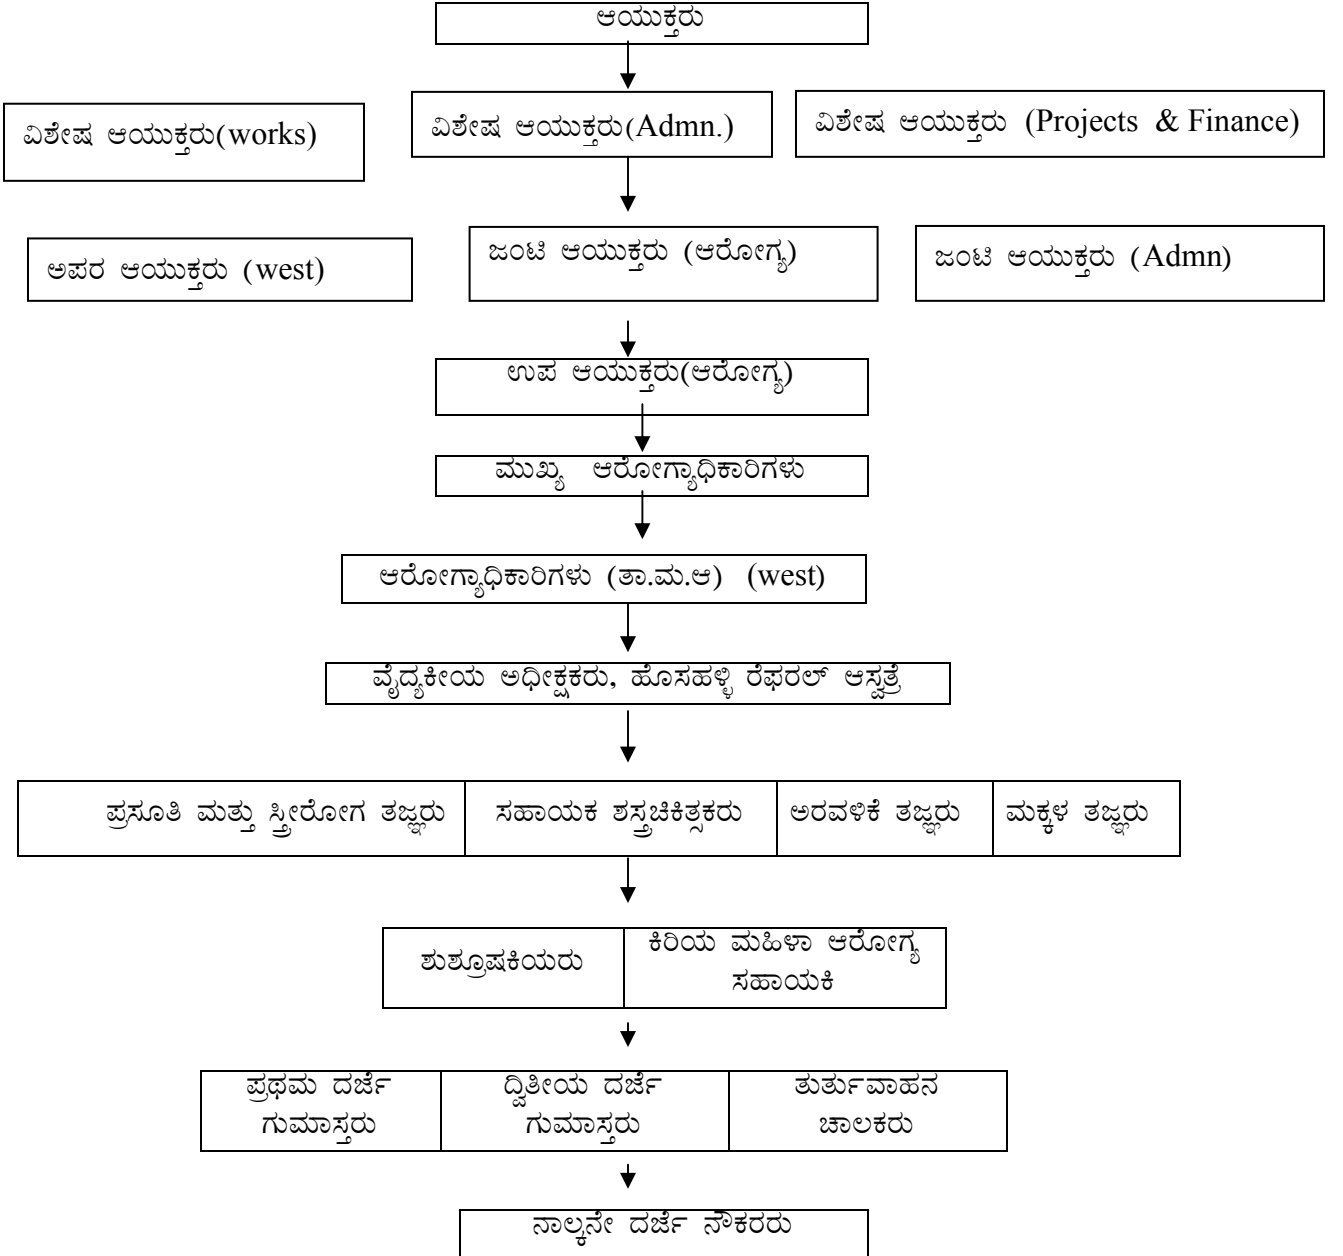 ಆಯುಕ್ತರು
ವಿಶೇಷ ಆಯುಕ್ತರು(works)
ವಿಶೇಷ ಆಯುಕ್ತರು(Admn.)
ವಿಶೇಷ ಆಯುಕ್ತರು (Projects & Finance)
ಅಪರ ಆಯುಕ್ತರು (west)
ಜಂಟಿ ಆಯುಕ್ತರು (ಆರೋಗ್ಯ)
ಜಂಟಿ ಆಯುಕ್ತರು (Admn)
ಉಪ ಆಯುಕ್ತರು(ಆರೋಗ್ಯ)
ಮುಖ್ಯ ಆರೋಗ್ಯಾಧಿಕಾರಿಗಳು
ಆರೋಗ್ಯಾಧಿಕಾರಿಗಳು (ತಾ.ಮ.ಆ) (west)
ವೈದ್ಯಕೀಯ ಅಧೀಕ್ಷಕರು, ಹೊಸಹಳ್ಳಿ ರೆಫರಲ್ ಆಸ್ವತ್ರೆ
ಪ್ರಸೂತಿ ಮತ್ತು ಸ್ತ್ರೀರೋಗ ತಜ್ಞರು
ಸಹಾಯಕ ಶಸ್ತ್ರಚಿಕಿತ್ಸಕರು
ಅರವಳಿಕೆ ತಜ್ಞರು
ಮಕ್ಕಳ ತಜ್ಞರು
ಶುಶ್ರೂಷಕಿಯರು
ಕಿರಿಯ ಮಹಿಳಾ ಆರೋಗ್ಯ
ಸಹಾಯಕಿ
ಪ್ರಥಮ ದರ್ಜೆ
ಗುಮಾಸ್ತರು
ದ್ವಿತೀಯ ದರ್ಜೆ
ಗುಮಾಸ್ತರು
ತುರ್ತುವಾಹನ
ಚಾಲಕರು
ನಾಲ್ಕನೇ ದರ್ಜೆ ನೌಕರರು